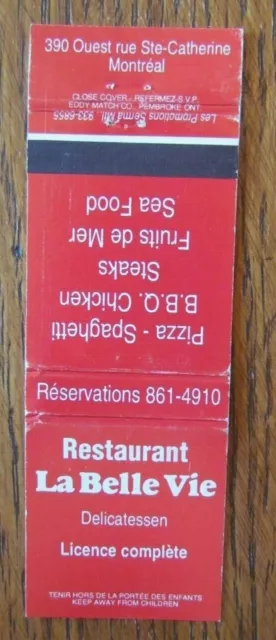 390 Ouest rue Ste-Catherine
Montréal
CLOSE COVER - REFERMEZ S.V.P.
EDDY MATCH CO. PEMBROKE ONT.
Les Promotions Serma Mtl. 933-6855
Pizza - Spaghetti
B.B.Q. Chicken
Steaks
Fruits de Mer
Sea Food
Réservations 861-4910
Restaurant
La Belle Vie
Delicatessen
Licence complète
TENIR HORS DE LA PORTÉE DES ENFANTS
KEEP AWAY FROM CHILDREN